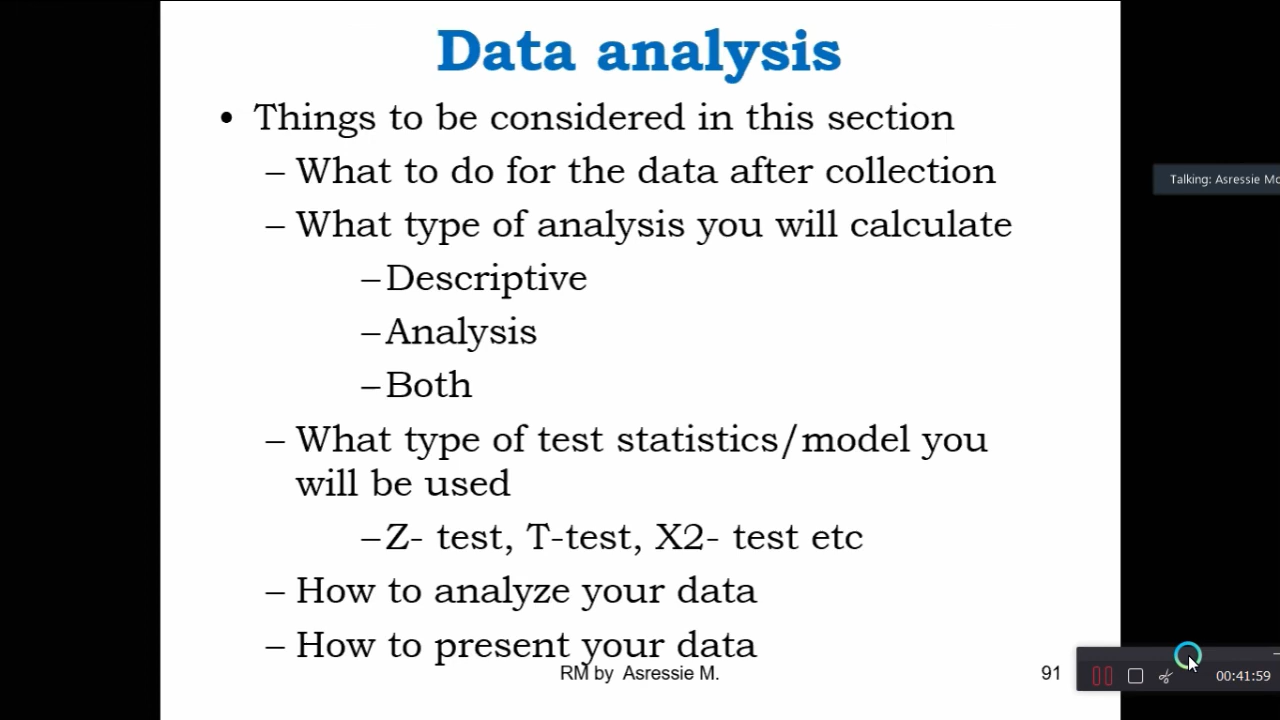 Data analysis
• Things to be considered in this section
– What to do for the data after collection
– What type of analysis you will calculate
–Descriptive
–Analysis
–Both
– What type of test statistics/model you
will be used
–Z- test, T-test, X2- test etc
– How to analyze your data
– How to present your data
RM by Asressie M.
91
Talking: Asressie
00:41:59